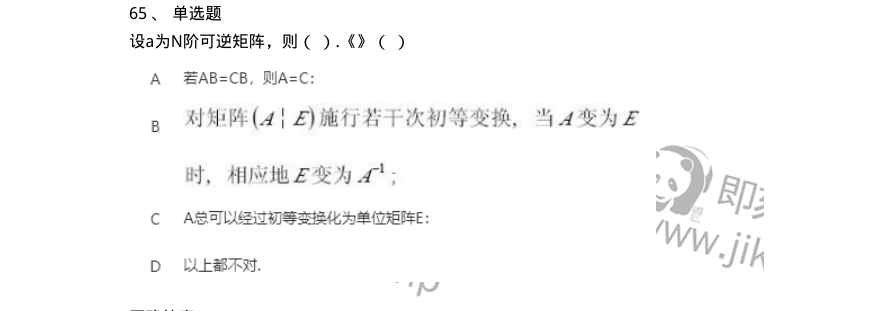 65 、 单选题
设a为N阶可逆矩阵，则（ ）.《》（ ）
A 若AB=CB，则A=C:
B 对矩阵(A ¦ E)施行若干次初等变换，当A变为E
时，相应地E变为A⁻¹；
C A总可以经过初等变换化为单位矩阵E:
D 以上都不对.
即
www.jik